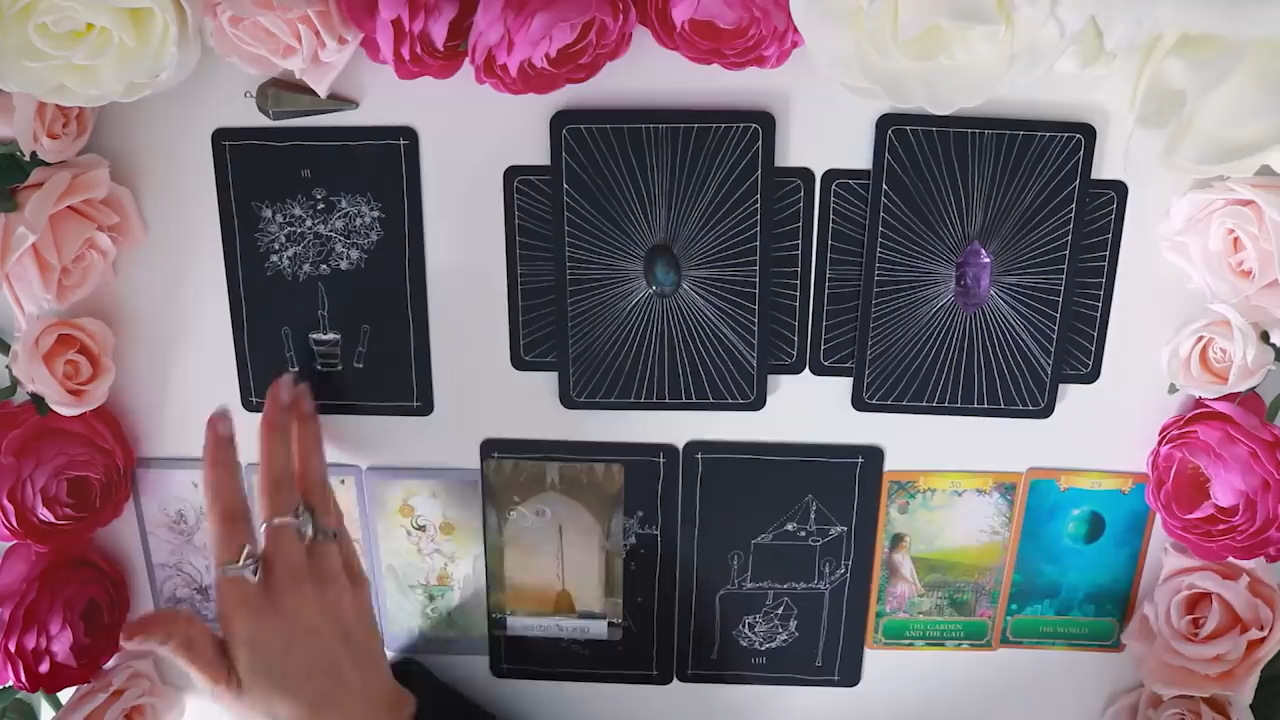 III
30
THE GARDEN
AND THE GATE
29
THE WORLD
IIII